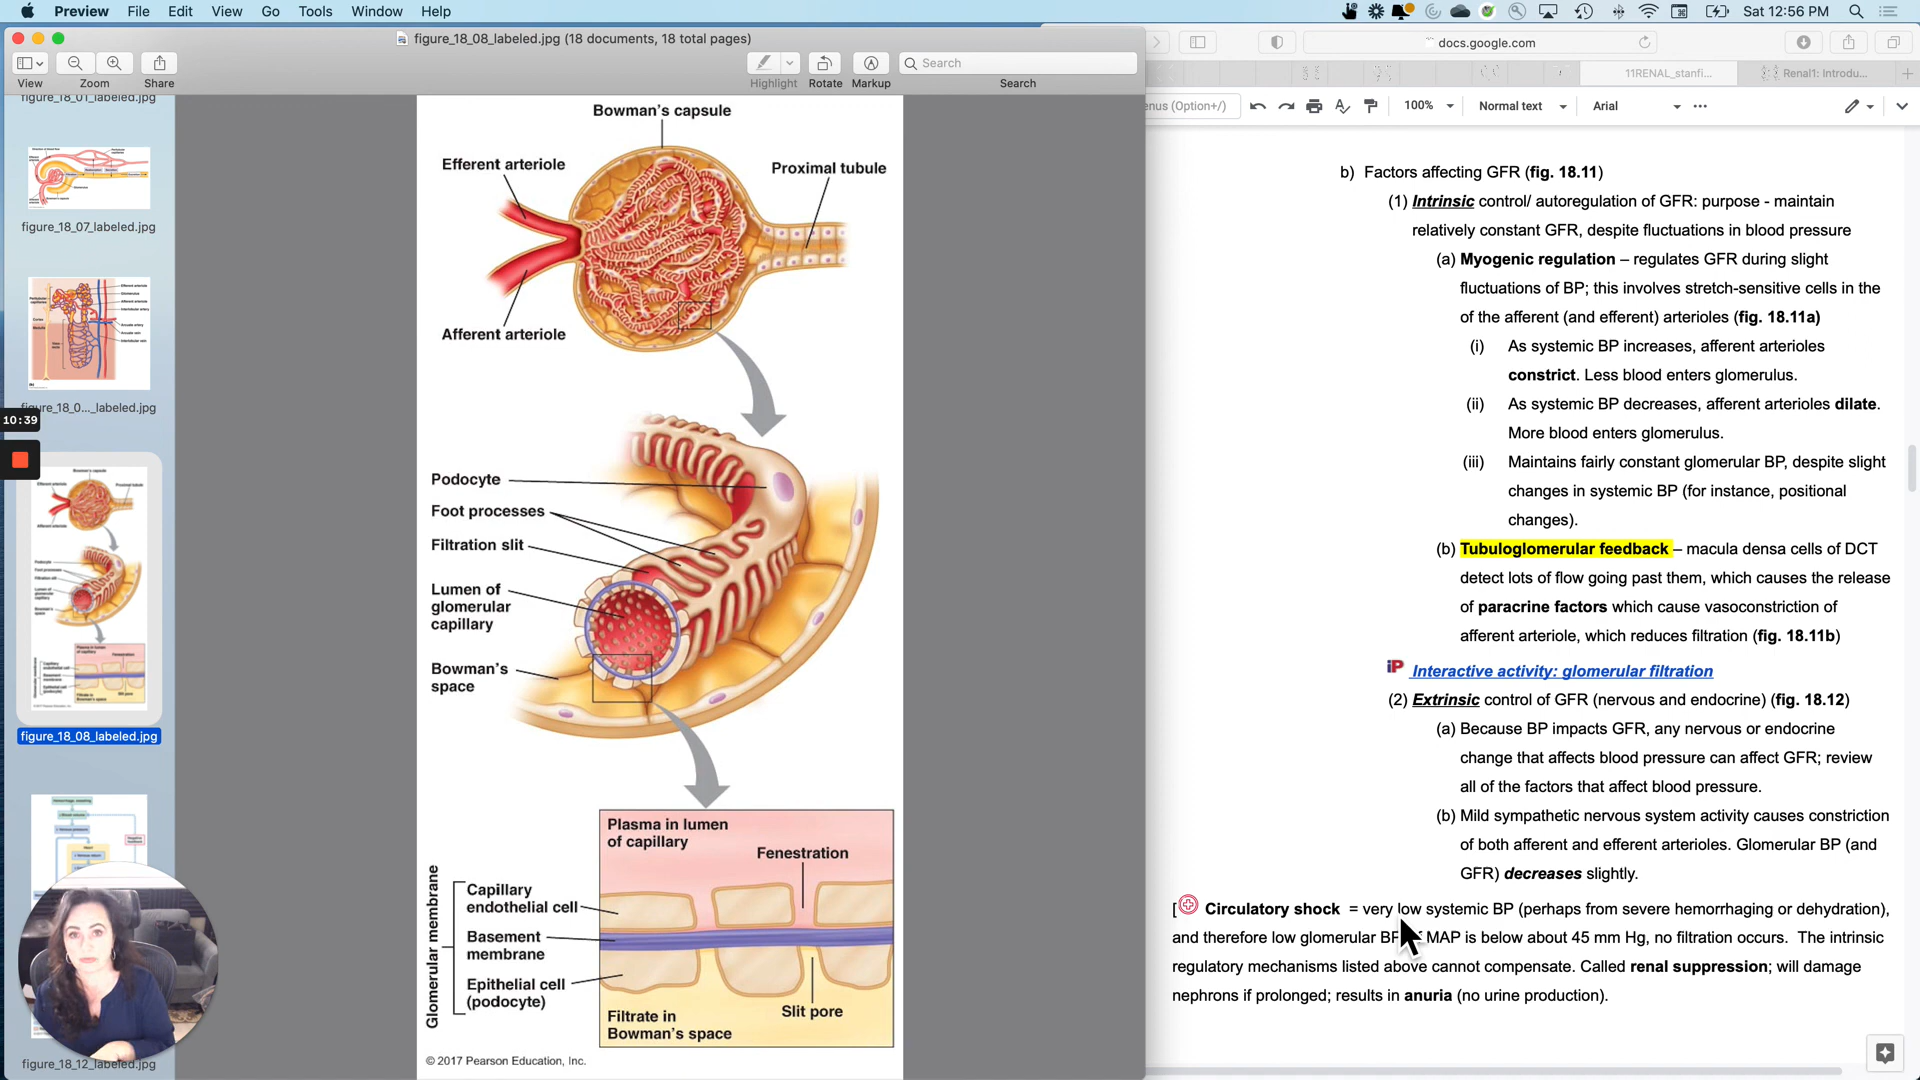 Preview File Edit View Go Tools Window Help
Sat 12:56 PM
figure_18_08_labeled.jpg (18 documents, 18 total pages)
View Zoom Share
Highlight Rotate Markup
Search
Search
figure_18_01_labeled.jpg
figure_18_07_labeled.jpg
figure_18_0..._labeled.jpg
10:39
figure_18_08_labeled.jpg
figure_18_12_labeled.jpg
Bowman's capsule
Efferent arteriole
Proximal tubule
Afferent arteriole
Podocyte
Foot processes
Filtration slit
Lumen of
glomerular
capillary
Bowman's
space
Plasma in lumen
of capillary
Fenestration
Glomerular membrane
Capillary
endothelial cell
Basement
membrane
Epithelial cell
(podocyte)
Slit pore
Filtrate in
Bowman's space
© 2017 Pearson Education, Inc.
docs.google.com
11RENAL_stanfi...
Renal1: Introdu...
enus (Option+/)
100% Normal text Arial
b) Factors affecting GFR (fig. 18.11)
(1) Intrinsic control/ autoregulation of GFR: purpose - maintain
relatively constant GFR, despite fluctuations in blood pressure
(a) Myogenic regulation – regulates GFR during slight
fluctuations of BP; this involves stretch-sensitive cells in the
of the afferent (and efferent) arterioles (fig. 18.11a)
(i) As systemic BP increases, afferent arterioles
constrict. Less blood enters glomerulus.
(ii) As systemic BP decreases, afferent arterioles dilate.
More blood enters glomerulus.
(iii) Maintains fairly constant glomerular BP, despite slight
changes in systemic BP (for instance, positional
changes).
(b) Tubuloglomerular feedback – macula densa cells of DCT
detect lots of flow going past them, which causes the release
of paracrine factors which cause vasoconstriction of
afferent arteriole, which reduces filtration (fig. 18.11b)
iP Interactive activity: glomerular filtration
(2) Extrinsic control of GFR (nervous and endocrine) (fig. 18.12)
(a) Because BP impacts GFR, any nervous or endocrine
change that affects blood pressure can affect GFR; review
all of the factors that affect blood pressure.
(b) Mild sympathetic nervous system activity causes constriction
of both afferent and efferent arterioles. Glomerular BP (and
GFR) decreases slightly.
[ Circulatory shock = very low systemic BP (perhaps from severe hemorrhaging or dehydration),
and therefore low glomerular BP MAP is below about 45 mm Hg, no filtration occurs. The intrinsic
regulatory mechanisms listed above cannot compensate. Called renal suppression; will damage
nephrons if prolonged; results in anuria (no urine production).